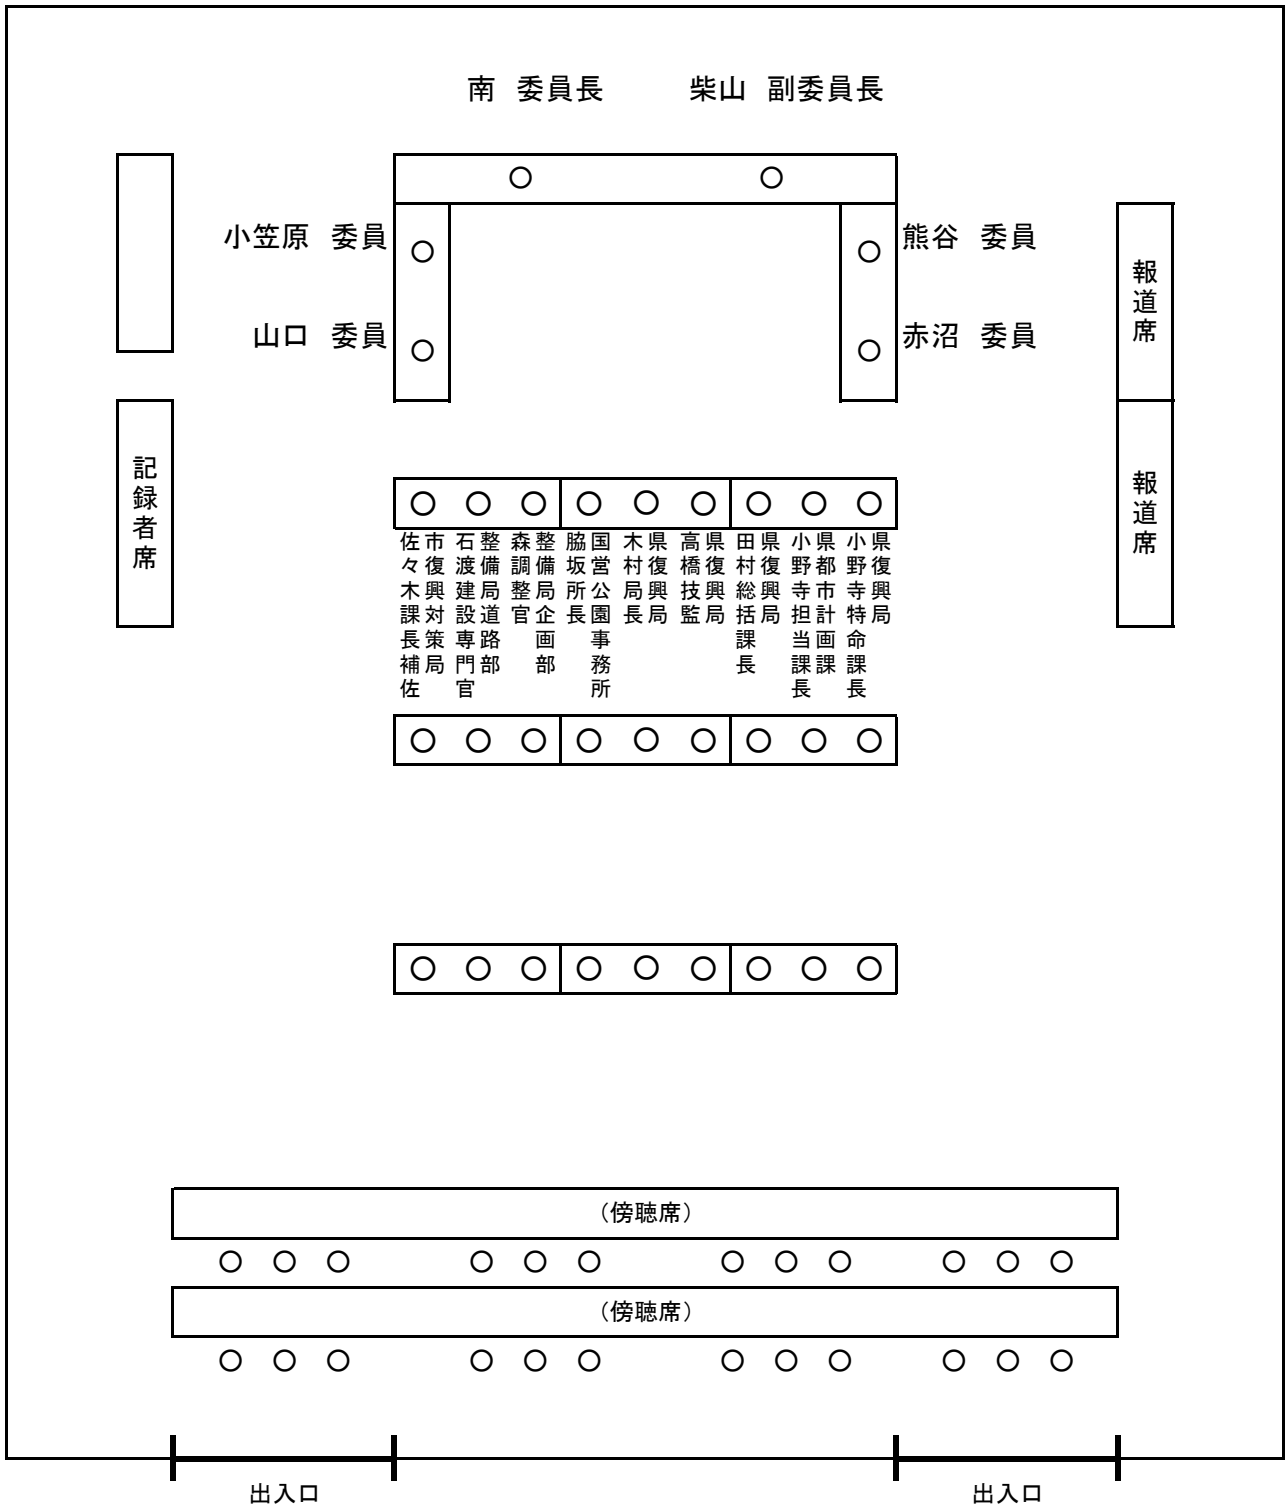 南 委員長 柴山 副委員長
小笠原 委員
熊谷 委員
山口 委員
赤沼 委員
報道席
報道席
記録者席
市復興対策局
佐々木課長補佐
整備局道路部
石渡建設専門官
整備局企画部
森調整官
国営公園事務所
脇坂所長
県復興局
木村局長
県復興局
高橋技監
県復興局
田村総括課長
県都市計画課
小野寺担当課長
県復興局
小野寺特命課長
（傍聴席）
（傍聴席）
出入口
出入口